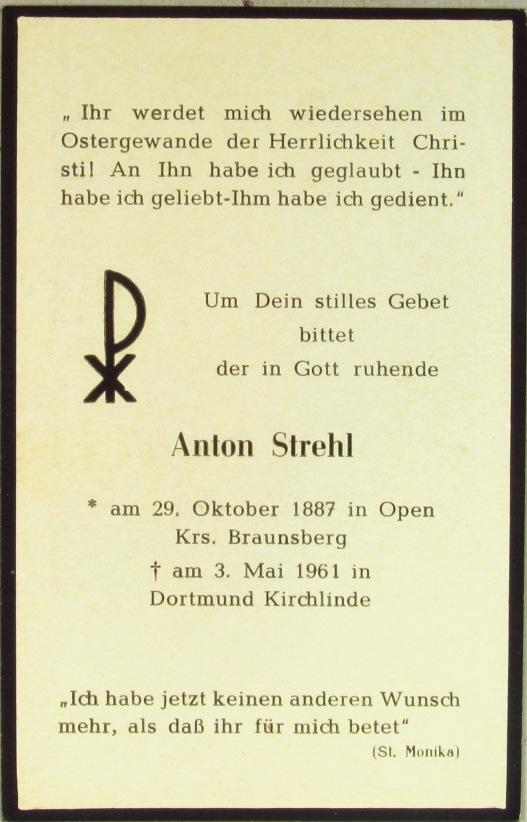 „ Ihr werdet mich wiedersehen im
Ostergewande der Herrlichkeit Chri-
sti! An Ihn habe ich geglaubt - Ihn
habe ich geliebt-Ihm habe ich gedient.“
Um Dein stilles Gebet
bittet
der in Gott ruhende
Anton Strehl
* am 29. Oktober 1887 in Open
Krs. Braunsberg
† am 3. Mai 1961 in
Dortmund Kirchlinde
„Ich habe jetzt keinen anderen Wunsch
mehr, als daß ihr für mich betet“
(St. Monika)